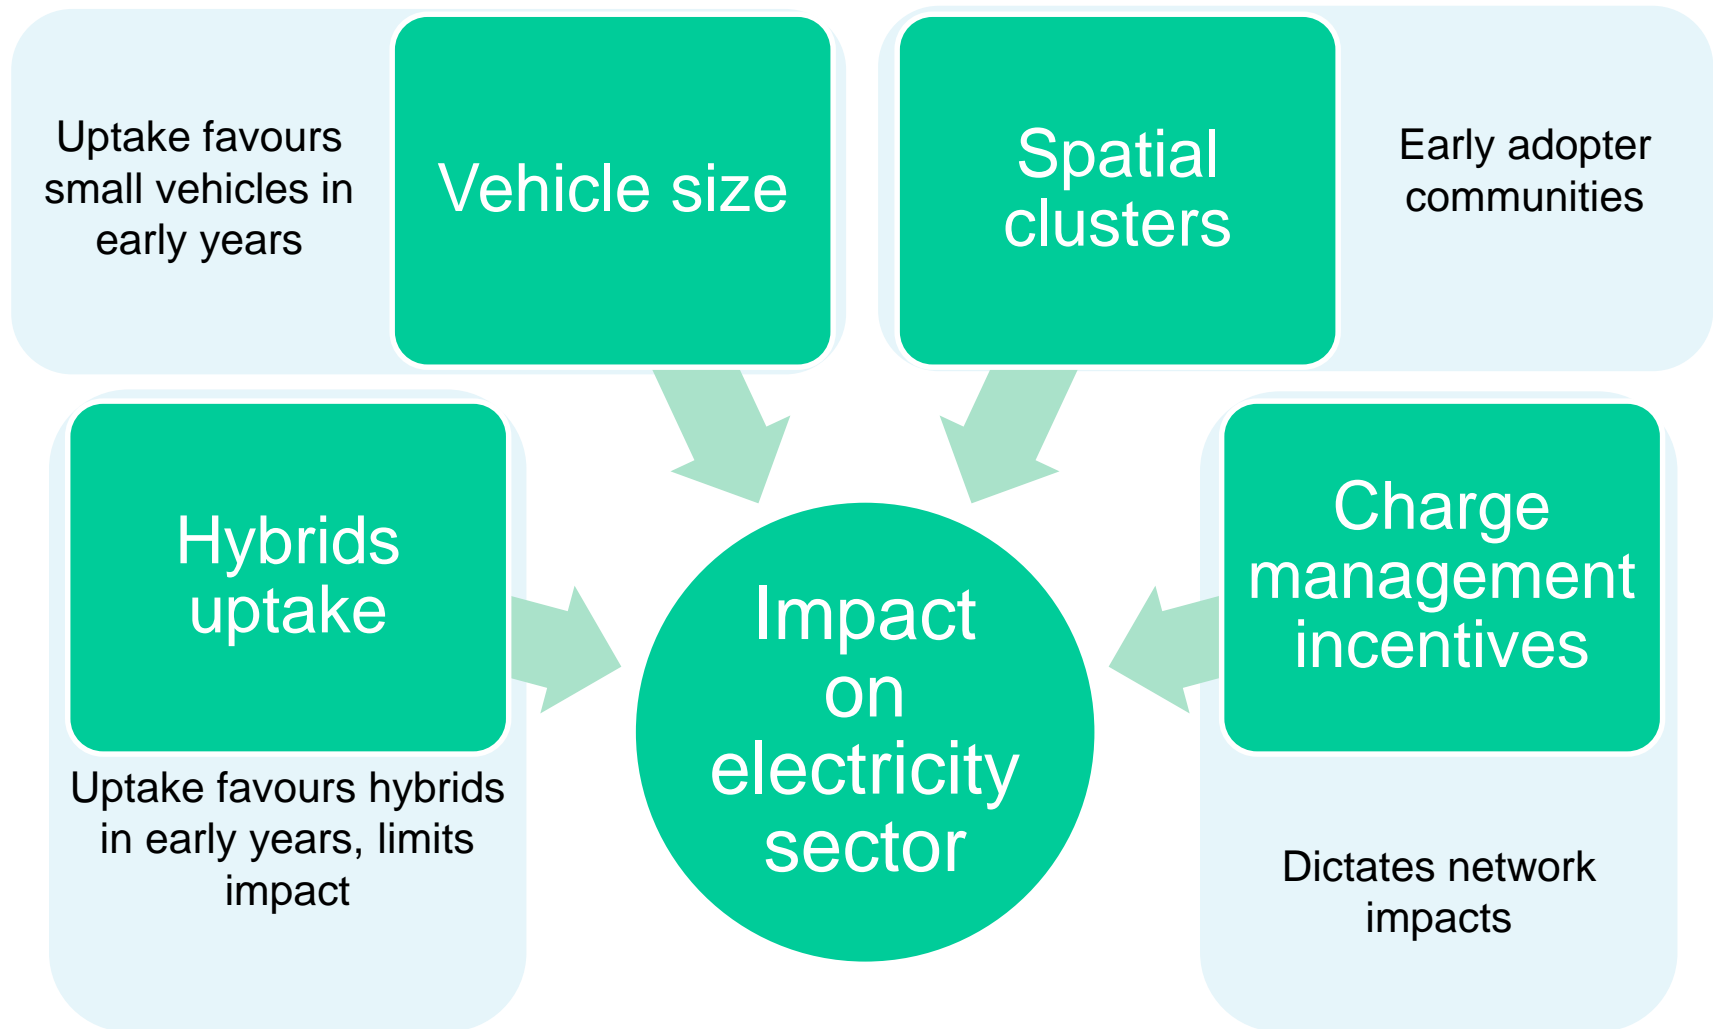 Uptake favours
small vehicles in
early years
Vehicle size
Spatial
clusters
Early adopter
communities
Hybrids
uptake
Uptake favours hybrids
in early years, limits
impact
Impact
on
electricity
sector
Charge
management
incentives
Dictates network
impacts